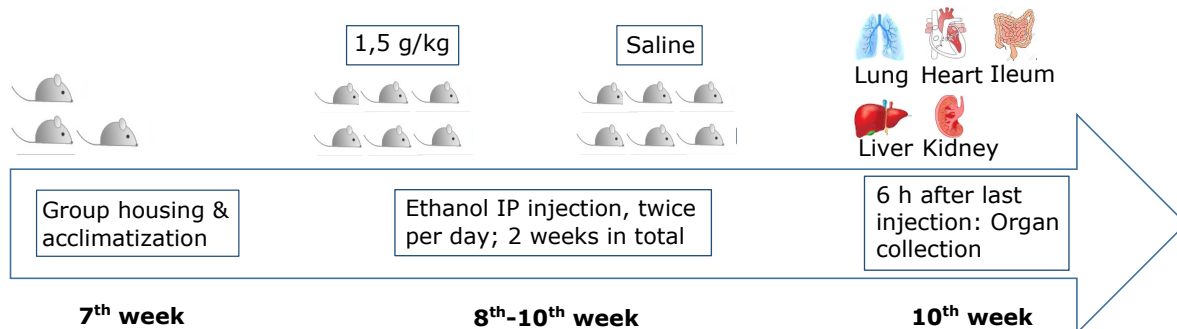 1,5 g/kg
Saline
Lung Heart Ileum
Liver Kidney
Group housing &
acclimatization
Ethanol IP injection, twice
per day; 2 weeks in total
6 h after last
injection: Organ
collection
7th week
8th-10th week
10th week